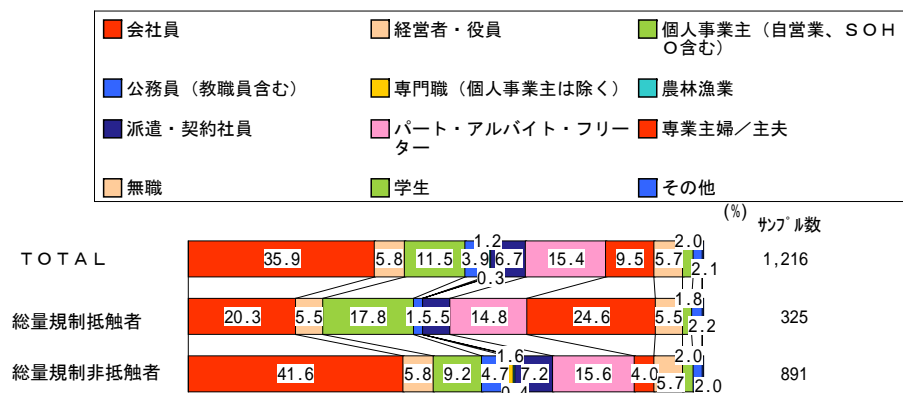 会社員
経営者・役員
個人事業主（自営業、ＳＯＨ
Ｏ含む）
公務員（教職員含む）
専門職（個人事業主は除く）
農林漁業
派遣・契約社員
パート・アルバイト・フリー
ター
専業主婦／主夫
無職
学生
その他
(%)
ｻﾝﾌﾟﾙ数
ＴＯＴＡＬ
35.9
5.8
11.5
3.9
1.2
0.3
6.7
15.4
9.5
5.7
2.0
2.1
1,216
総量規制抵触者
20.3
5.5
17.8
1.5
5.5
14.8
24.6
5.5
1.8
2.2
325
総量規制非抵触者
41.6
5.8
9.2
4.7
1.6
0.4
7.2
15.6
4.0
5.7
2.0
2.0
891